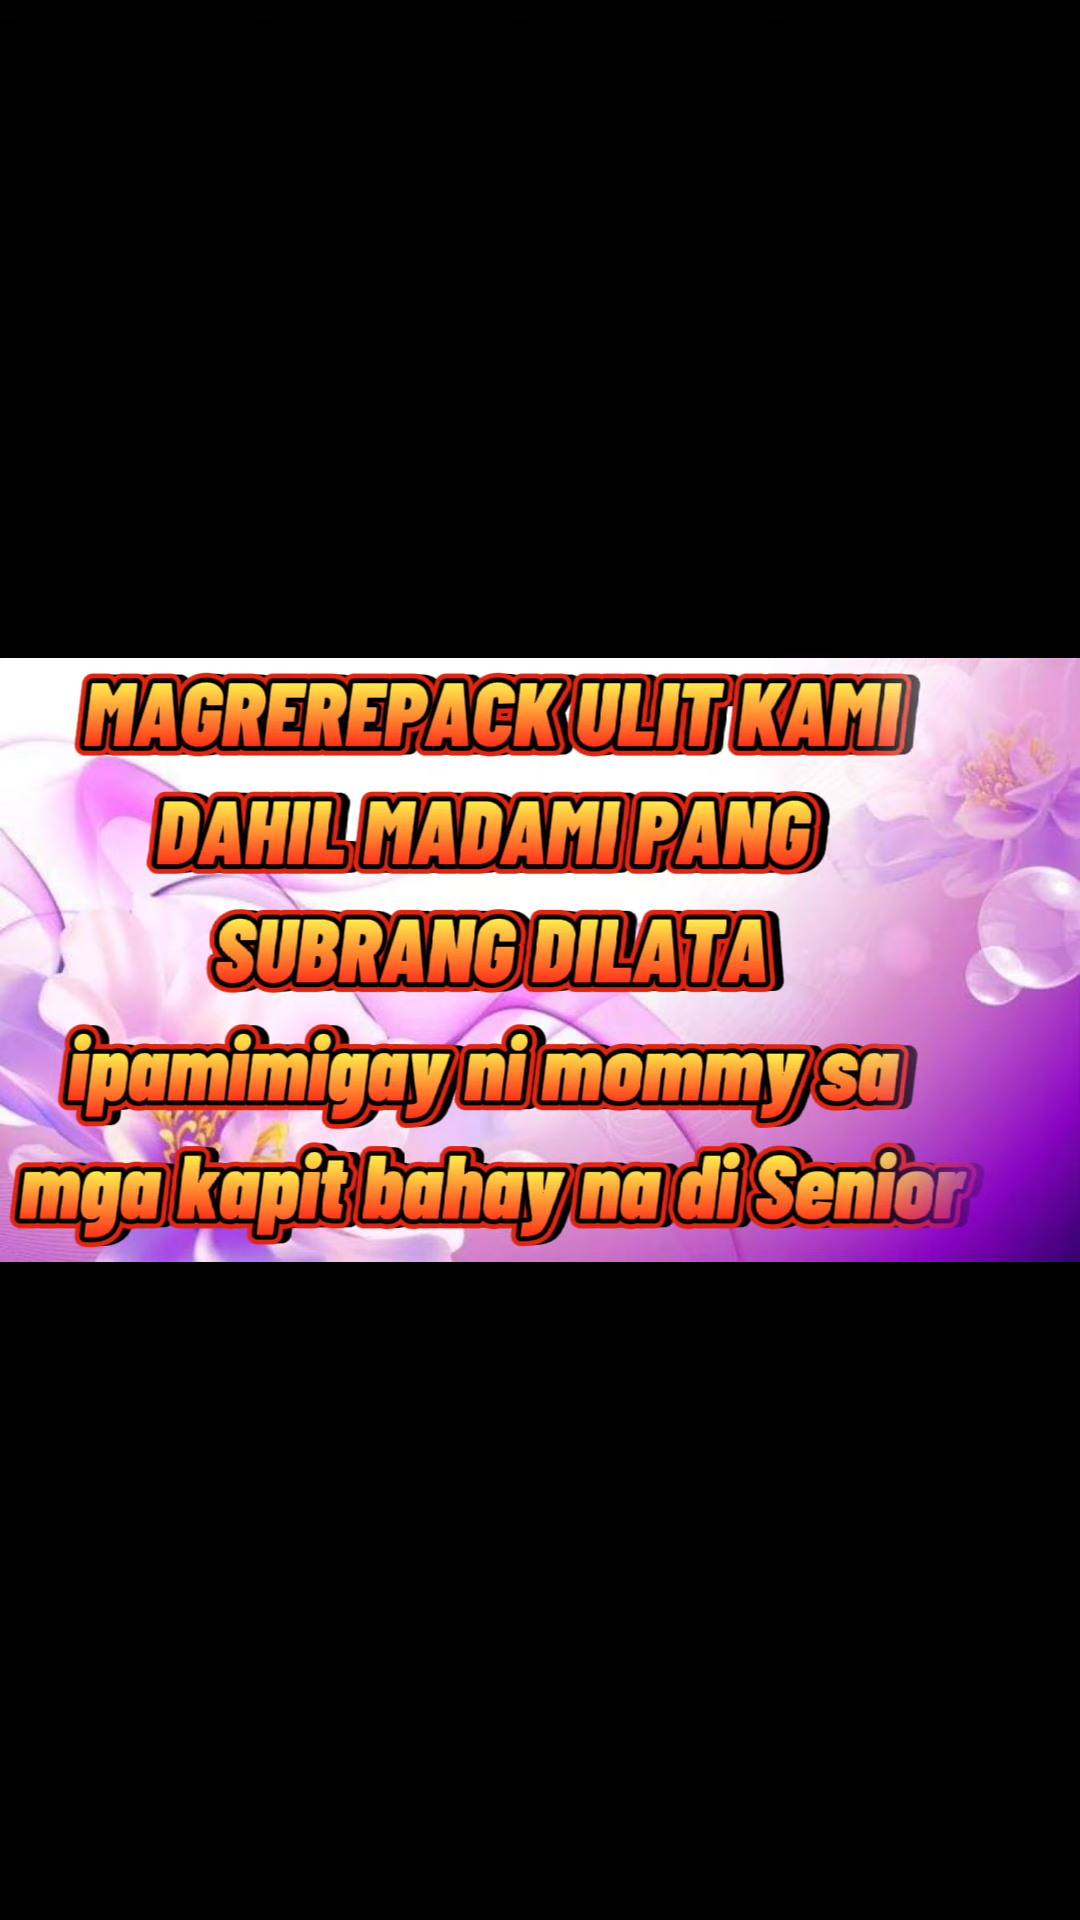 MAGREREPACK ULIT KAMI
DAHIL MADAMI PANG
SUBRANG DILATA
ipamimigay ni mommy sa
mga kapit bahay na di Senior